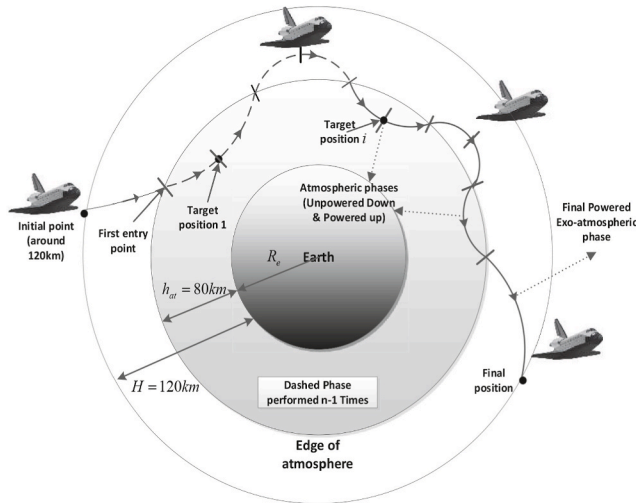 Target
position i
Atmospheric phases
(Unpowered Down
& Powered up)
Initial point
(around
120km)
First entry
point
Target
position 1
Final Powered
Exo-atmospheric
phase
R_e
Earth
h_at = 80km
H = 120km
Dashed Phase
performed n-1 Times
Final
position
Edge of
atmosphere